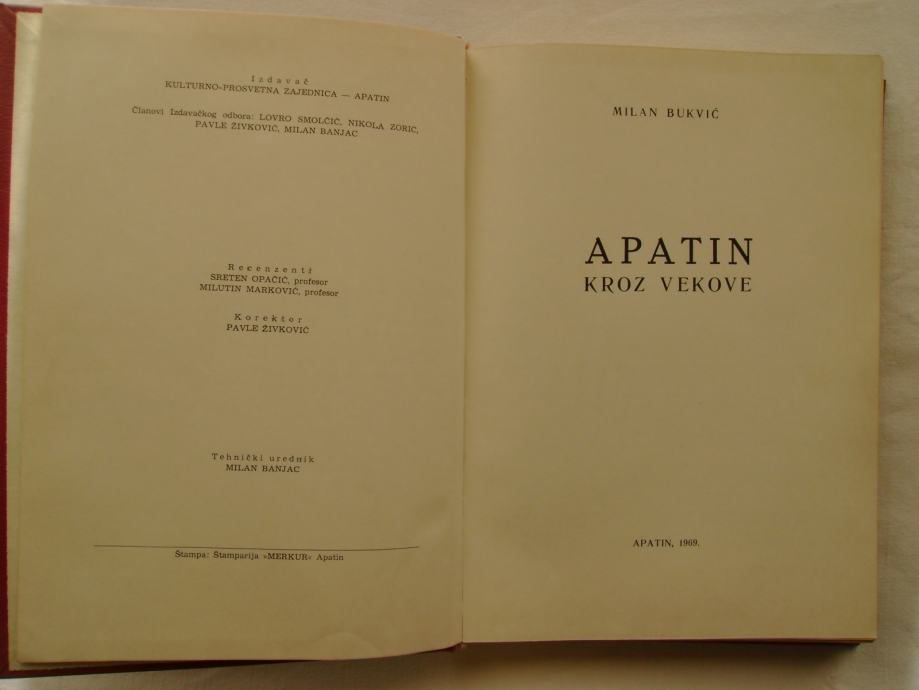 Izdavač
KULTURNO-PROSVETNA ZAJEDNICA — APATIN
Članovi Izdavačkog odbora: LOVRO SMOLČIĆ, NIKOLA ZORIĆ,
PAVLE ŽIVKOVIĆ, MILAN BANJAC
Recenzenti
SRETEN OPAČIĆ, profesor
MILUTIN MARKOVIĆ, profesor
Korektor
PAVLE ŽIVKOVIĆ
Tehnički urednik
MILAN BANJAC
Štampa: Štamparija »MERKUR« Apatin
MILAN BUKVIĆ
APATIN
KROZ VEKOVE
APATIN, 1969.